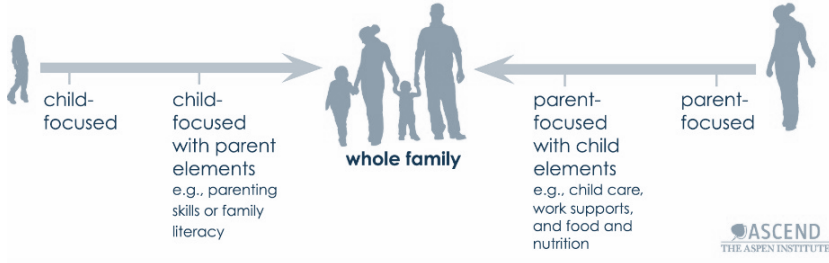 child-
focused
child-
focused
with parent
elements
e.g., parenting
skills or family
literacy
whole family
parent-
focused
with child
elements
e.g., child care,
work supports,
and food and
nutrition
parent-
focused
ASCEND
THE ASPEN INSTITUTE